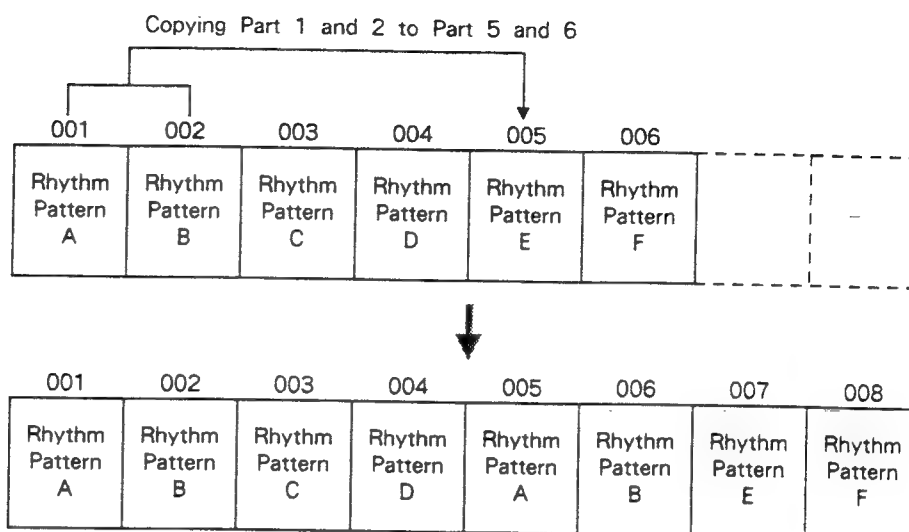 Copying Part 1 and 2 to Part 5 and 6
001 002 003 004 005 006
Rhythm Rhythm Rhythm Rhythm Rhythm Rhythm
Pattern Pattern Pattern Pattern Pattern Pattern
A B C D E F
001 002 003 004 005 006 007 008
Rhythm Rhythm Rhythm Rhythm Rhythm Rhythm Rhythm Rhythm
Pattern Pattern Pattern Pattern Pattern Pattern Pattern Pattern
A B C D A B E F